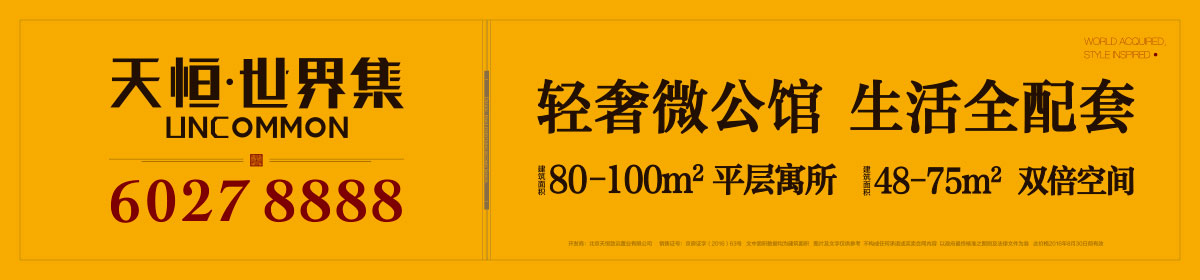 天恒·世界集
UNCOMMON
6027 8888
WORLD ACQUIRED,
STYLE INSPIRED
轻奢微公馆 生活全配套
建筑面积 80-100m² 平层寓所 建筑面积 48-75m² 双倍空间